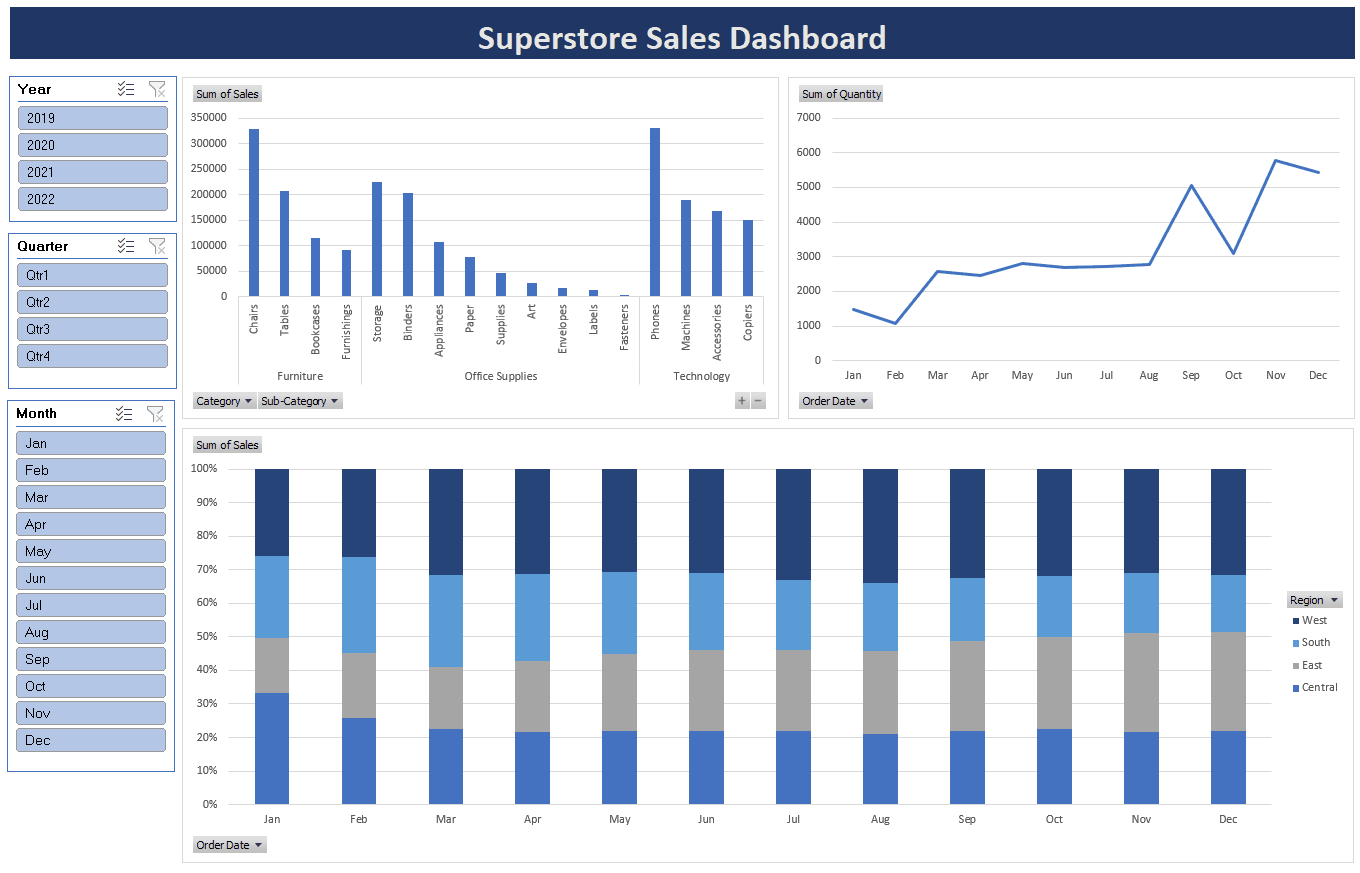 Superstore Sales Dashboard
Year
2019
2020
2021
2022
Quarter
Qtr1
Qtr2
Qtr3
Qtr4
Month
Jan
Feb
Mar
Apr
May
Jun
Jul
Aug
Sep
Oct
Nov
Dec
Sum of Sales
350000
300000
250000
200000
150000
100000
50000
0
Chairs
Tables
Bookcases
Furnishings
Storage
Binders
Appliances
Paper
Supplies
Art
Envelopes
Labels
Fasteners
Phones
Machines
Accessories
Copiers
Furniture Office Supplies Technology
Category Sub-Category + −
Sum of Quantity
7000
6000
5000
4000
3000
2000
1000
0
Jan Feb Mar Apr May Jun Jul Aug Sep Oct Nov Dec
Order Date
Sum of Sales
100%
90%
80%
70%
60%
50%
40%
30%
20%
10%
0%
Jan Feb Mar Apr May Jun Jul Aug Sep Oct Nov Dec
Region
West
South
East
Central
Order Date